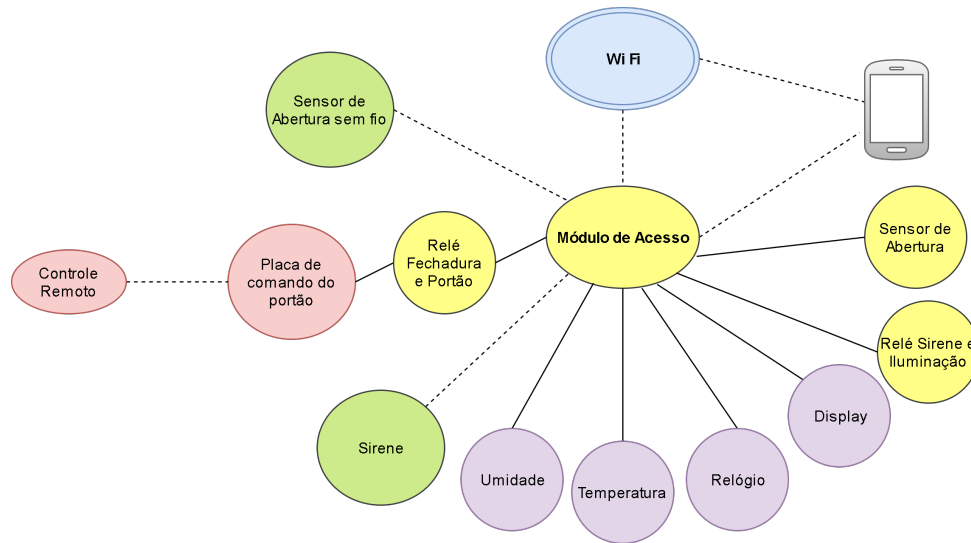 Wi Fi
Sensor de
Abertura sem fio
Módulo de Acesso
Sensor de
Abertura
Relé
Fechadura
e Portão
Placa de
comando do
portão
Controle
Remoto
Relé Sirene e
Iluminação
Display
Sirene
Umidade
Temperatura
Relógio